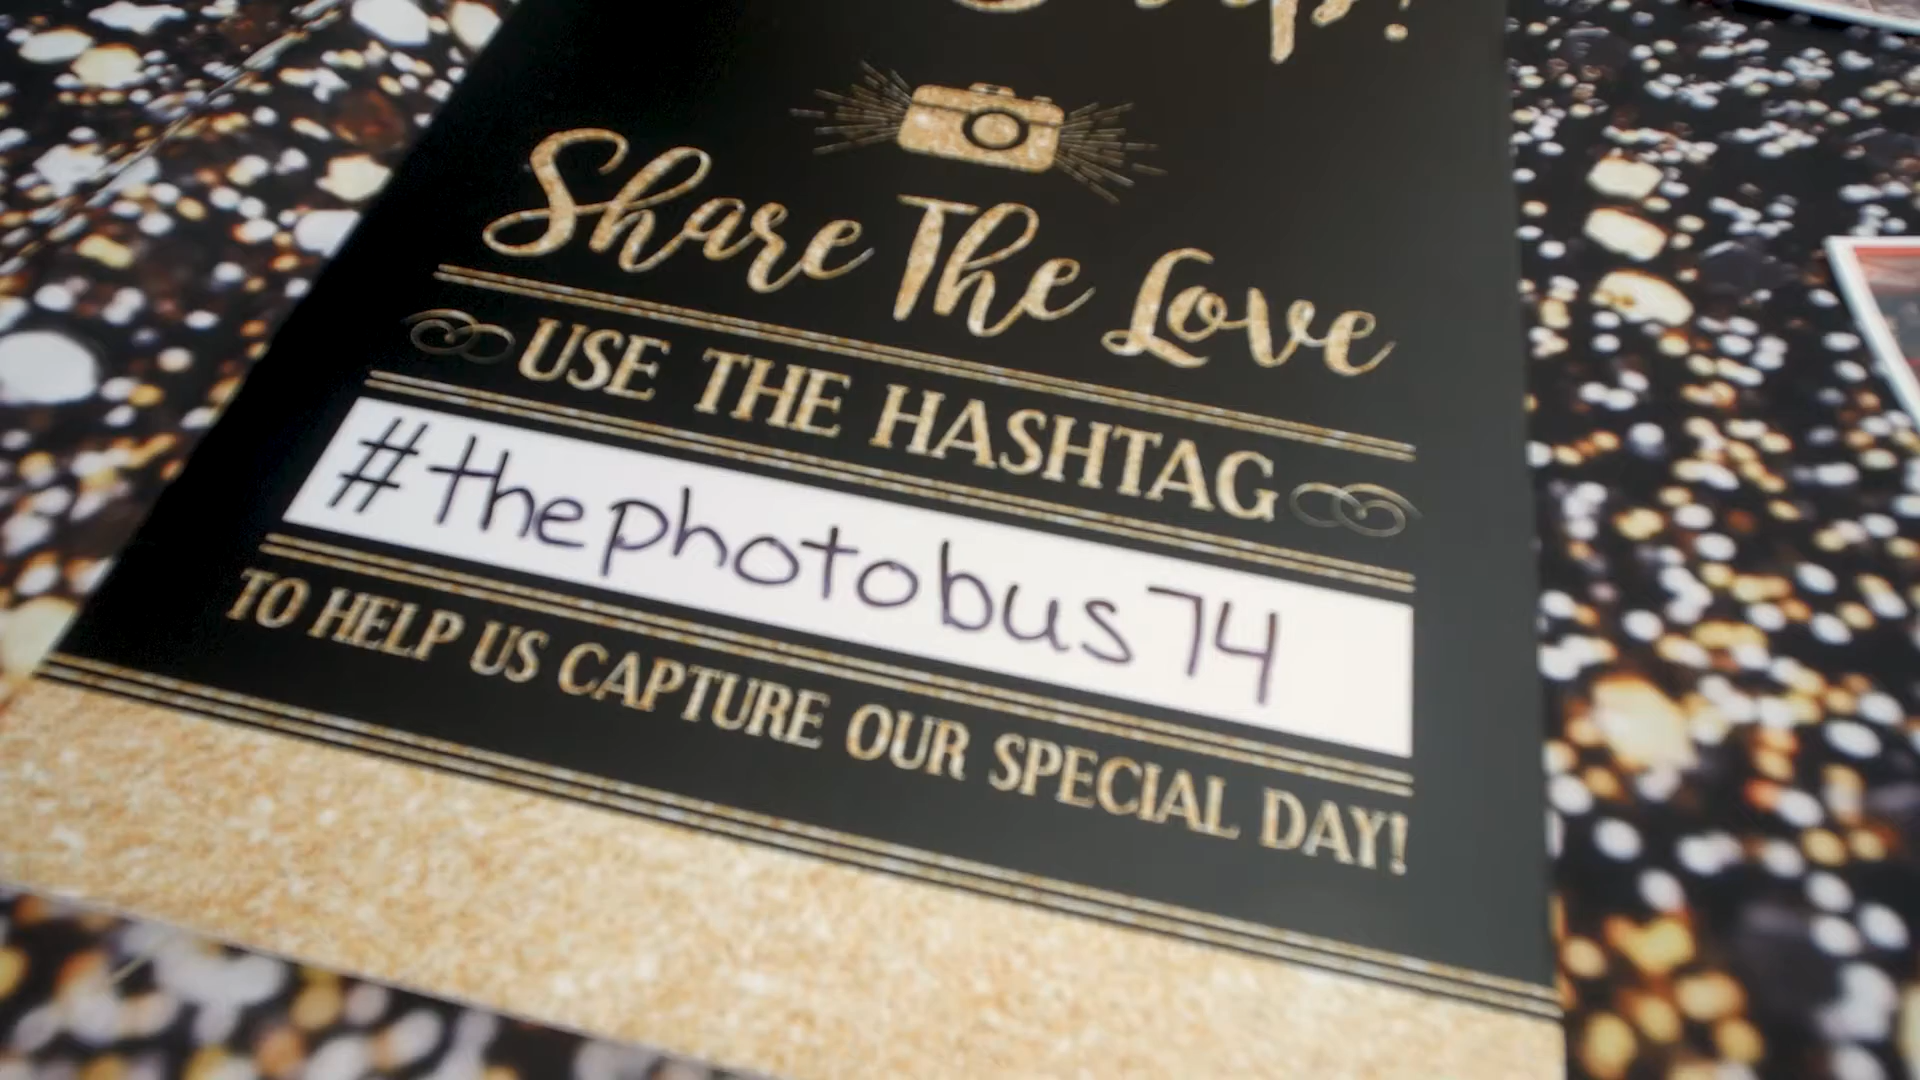 Share The Love
USE THE HASHTAG
#thephotobus74
TO HELP US CAPTURE OUR SPECIAL DAY!